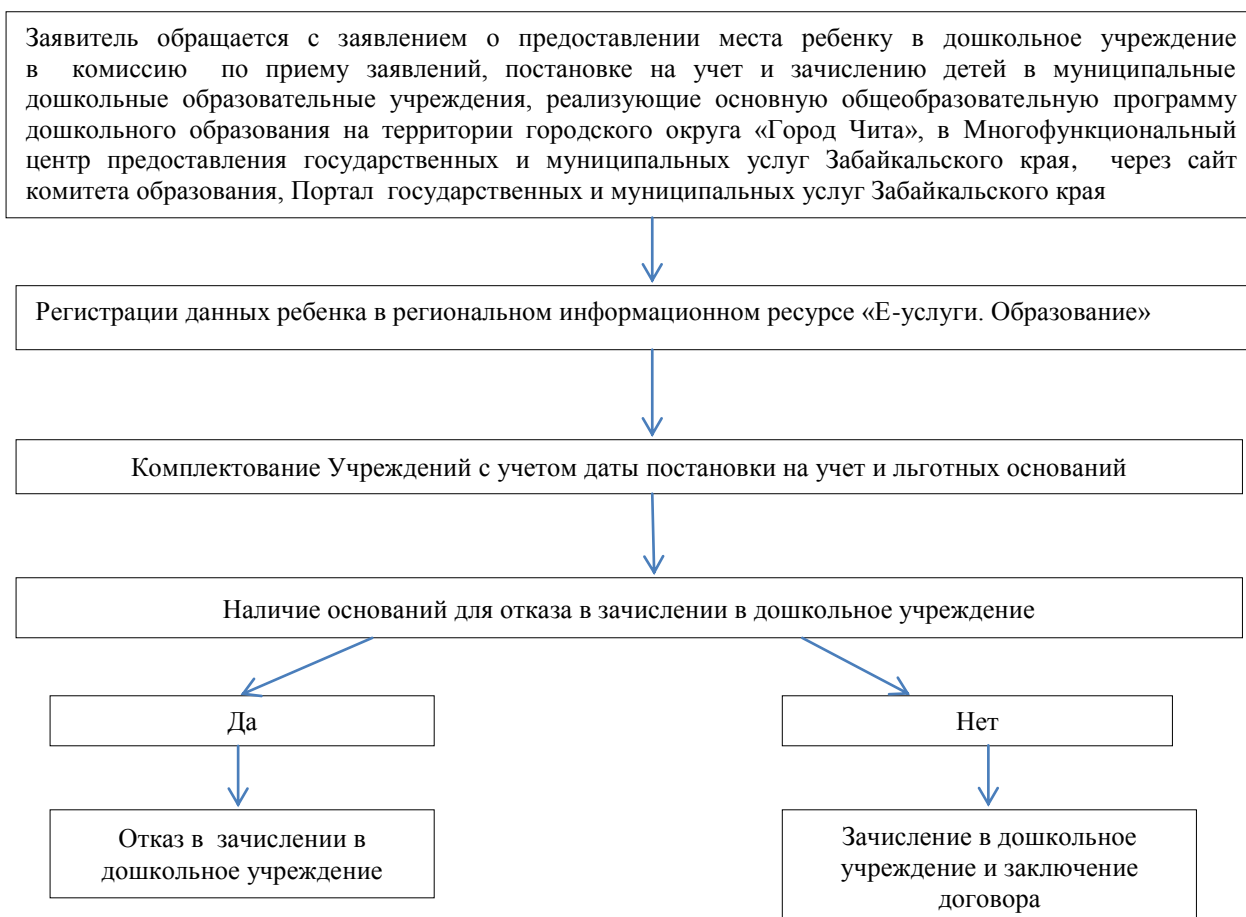 Заявитель обращается с заявлением о предоставлении места ребенку в дошкольное учреждение
в комиссию по приему заявлений, постановке на учет и зачислению детей в муниципальные
дошкольные образовательные учреждения, реализующие основную общеобразовательную программу
дошкольного образования на территории городского округа «Город Чита», в Многофункциональный
центр предоставления государственных и муниципальных услуг Забайкальского края, через сайт
комитета образования, Портал государственных и муниципальных услуг Забайкальского края
Регистрации данных ребенка в региональном информационном ресурсе «Е-услуги. Образование»
Комплектование Учреждений с учетом даты постановки на учет и льготных оснований
Наличие оснований для отказа в зачислении в дошкольное учреждение
Да
Нет
Отказ в зачислении в
дошкольное учреждение
Зачисление в дошкольное
учреждение и заключение
договора